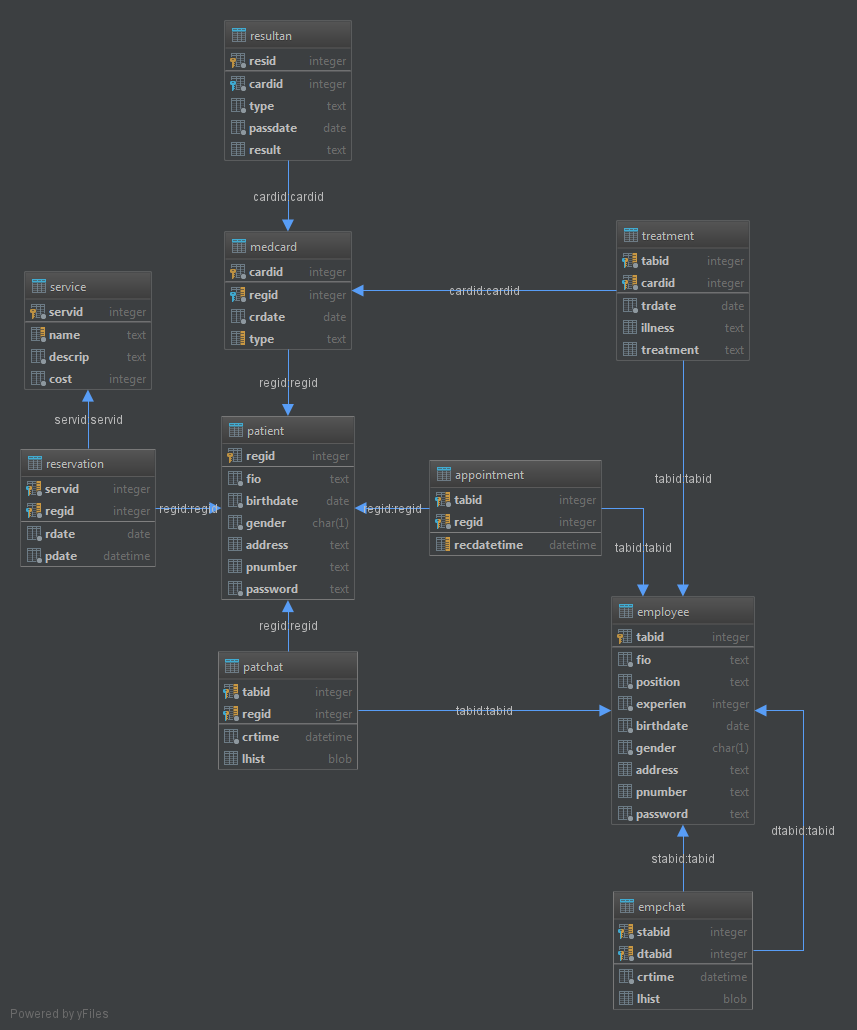 resultan
resid integer
cardid integer
type text
passdate date
result text
cardid:cardid
medcard
cardid integer
regid integer
crdate date
type text
treatment
tabid integer
cardid integer
trdate date
illness text
treatment text
cardid:cardid
service
servid integer
name text
descrip text
cost integer
regid:regid
servid:servid
patient
regid integer
fio text
birthdate date
gender char(1)
address text
pnumber text
password text
reservation
servid integer
regid integer
rdate date
pdate datetime
regid:regid
appointment
tabid integer
regid integer
recdatetime datetime
regid:regid
tabid:tabid
tabid:tabid
regid:regid
employee
tabid integer
fio text
position text
experien integer
birthdate date
gender char(1)
address text
pnumber text
password text
patchat
tabid integer
regid integer
crtime datetime
lhist blob
tabid:tabid
dtabid:tabid
stabid:tabid
empchat
stabid integer
dtabid integer
crtime datetime
lhist blob
Powered by yFiles